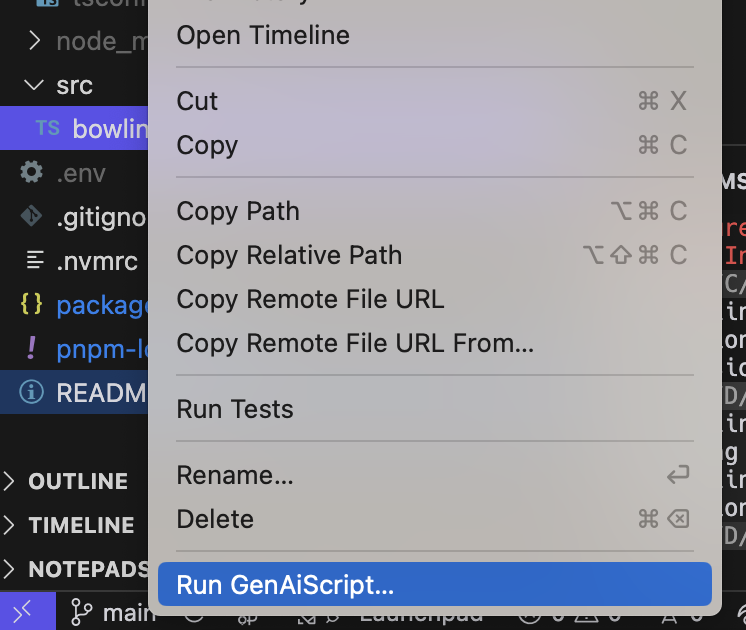 Open Timeline
node_m
src
Cut ⌘ X
TS bowlin
Copy ⌘ C
.env
Copy Path ⌥⌘ C
.gitigno
Copy Relative Path ⌥⇧⌘ C
.nvmrc
Copy Remote File URL
{} package
Copy Remote File URL From...
! pnpm-lo
README
Run Tests
Rename...
OUTLINE
Delete ⌘ ⌫
TIMELINE
NOTEPADS
Run GenAiScript...
main
Launchpad